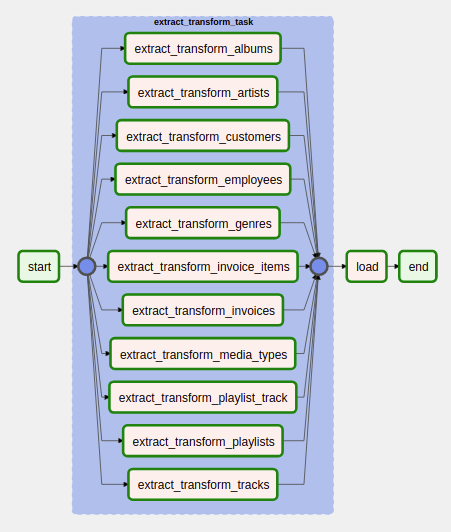 extract_transform_task
extract_transform_albums
extract_transform_artists
extract_transform_customers
extract_transform_employees
extract_transform_genres
start
extract_transform_invoice_items
load
end
extract_transform_invoices
extract_transform_media_types
extract_transform_playlist_track
extract_transform_playlists
extract_transform_tracks